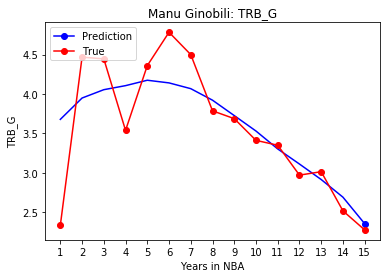 Manu Ginobili: TRB_G
Prediction
True
4.5
4.0
3.5
3.0
2.5
TRB_G
1 2 3 4 5 6 7 8 9 10 11 12 13 14 15
Years in NBA